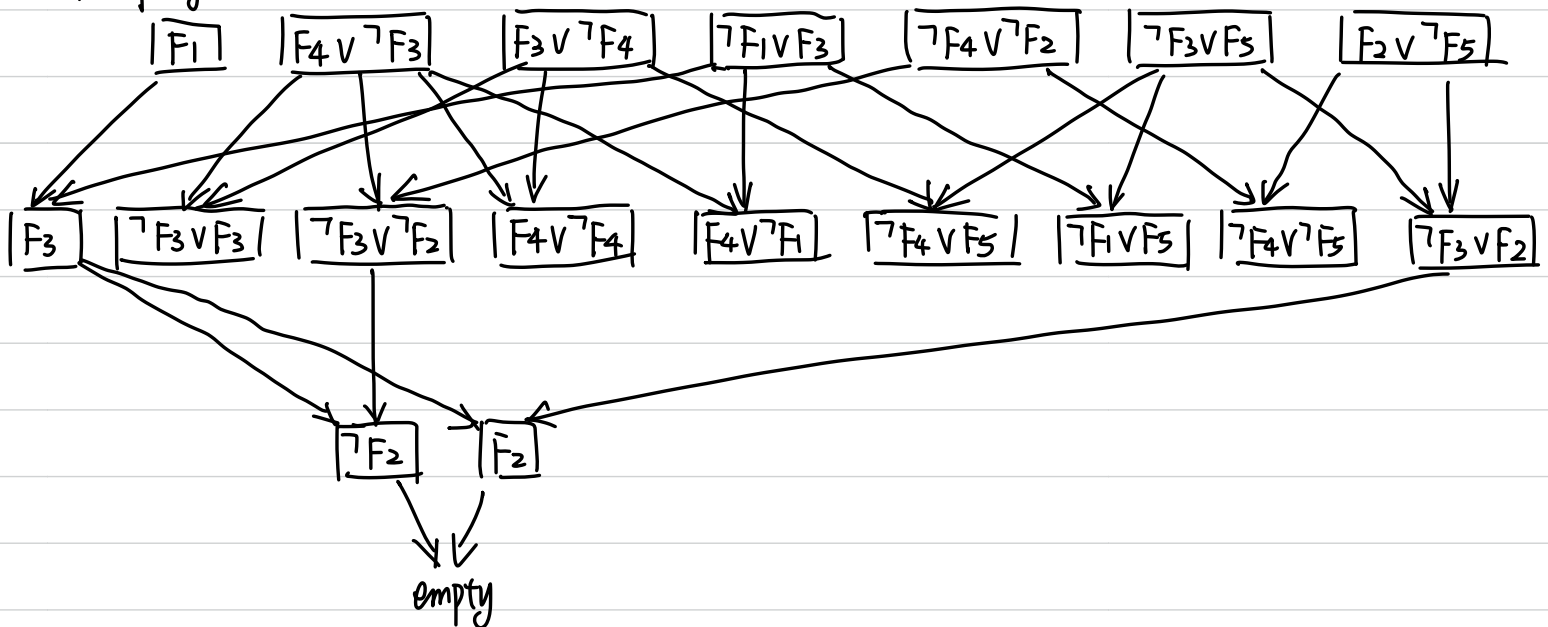 F1 F4 ∨ ¬F3 F3 ∨ ¬F4 ¬F1 ∨ F3 ¬F4 ∨ ¬F2 ¬F3 ∨ F5 F2 ∨ ¬F5
F3 ¬F3 ∨ F3 ¬F3 ∨ ¬F2 F4 ∨ ¬F4 F4 ∨ ¬F1 ¬F4 ∨ F5 ¬F1 ∨ F5 ¬F4 ∨ ¬F5 ¬F3 ∨ F2
¬F2 F2
empty